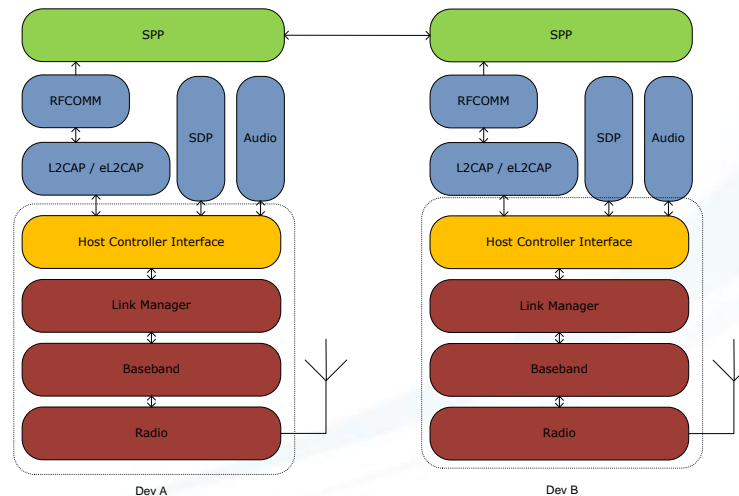 SPP
SPP
RFCOMM
SDP
Audio
L2CAP / eL2CAP
RFCOMM
SDP
Audio
L2CAP / eL2CAP
Host Controller Interface
Link Manager
Baseband
Radio
Host Controller Interface
Link Manager
Baseband
Radio
Dev A
Dev B